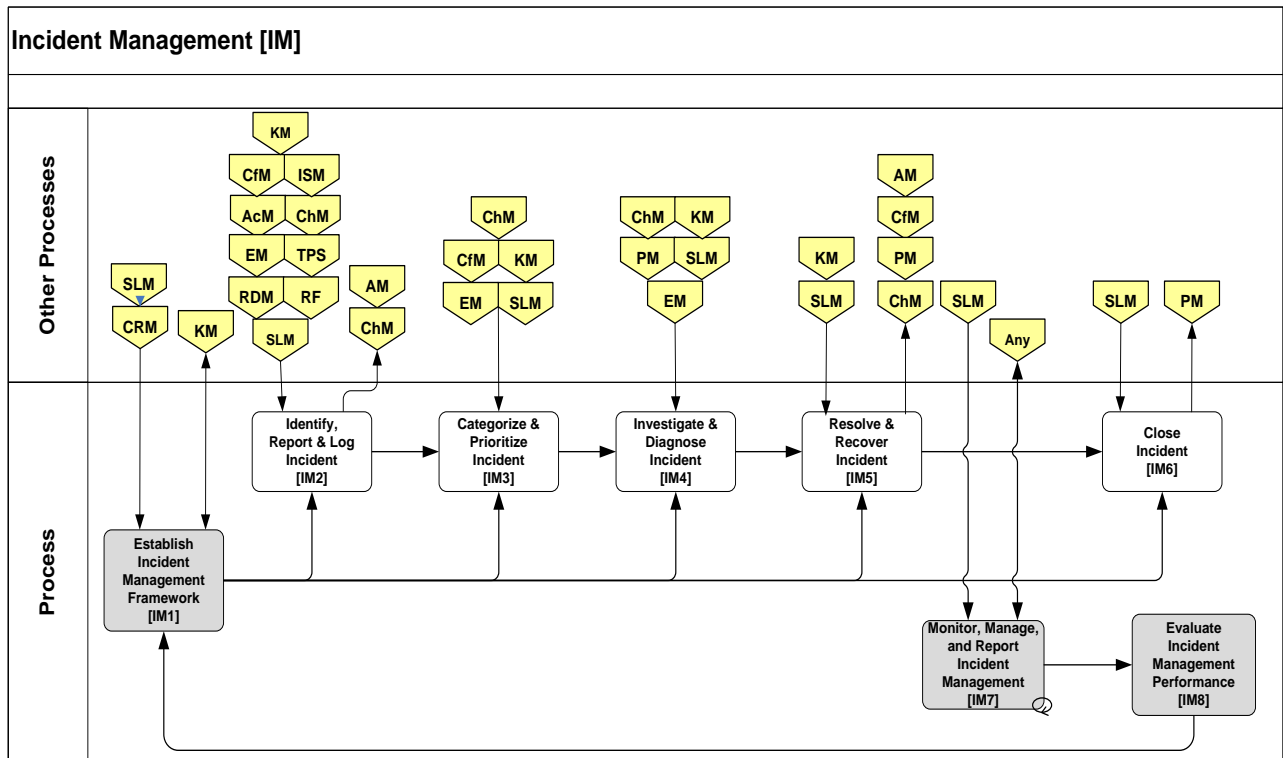 Incident Management [IM]
Other Processes
KM
CfM ISM
AcM ChM
EM TPS
RDM RF
SLM
SLM
CRM
KM
AM
ChM
ChM
CfM KM
EM SLM
ChM KM
PM SLM
EM
KM
SLM
AM
CfM
PM
ChM
SLM
Any
SLM
PM
Process
Identify,
Report & Log
Incident
[IM2]
Categorize &
Prioritize
Incident
[IM3]
Investigate &
Diagnose
Incident
[IM4]
Resolve &
Recover
Incident
[IM5]
Close
Incident
[IM6]
Establish
Incident
Management
Framework
[IM1]
Monitor, Manage,
and Report
Incident
Management
[IM7]
Evaluate
Incident
Management
Performance
[IM8]